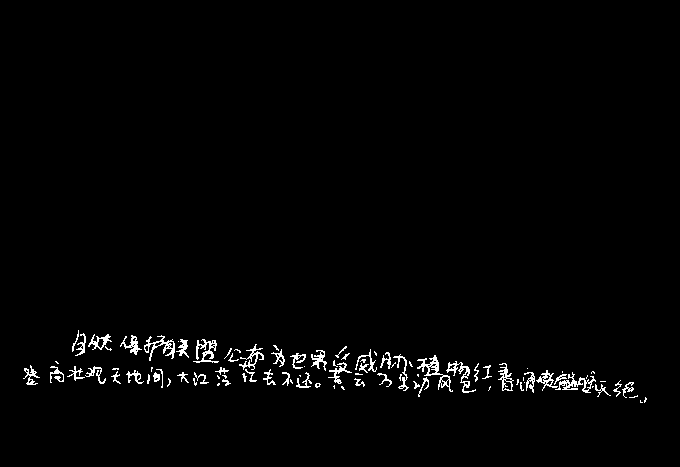 自然保护联盟公布为世界受威胁植物红
登高壮观天地间,大江茫茫去不还。黄云万里动风色,灭绝。